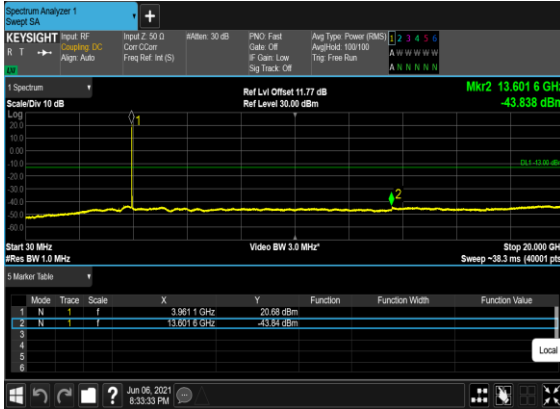 Spectrum Analyzer 1
Swept SA
+
KEYSIGHT Input: RF Input Z: 50 Ω #Atten: 30 dB PNO: Fast Avg Type: Power (RMS) 1 2 3 4 5 6
R T Coupling: DC Corr CCorr Gate: Off Avg|Hold: 100/100 A W W W W W
Align: Auto Freq Ref: Int (S) IF Gain: Low Trig: Free Run
Sig Track: Off A N N N N N
1 Spectrum
Ref Lvl Offset 11.77 dB Mkr2 13.601 6 GHz
Scale/Div 10 dB Ref Level 30.00 dBm -43.838 dBm
Log
1
20.0
10.0
0.00
-10.0 DL1 -13.00 dBm
-20.0
-30.0
-40.0 2
-50.0
-60.0
Start 30 MHz Video BW 3.0 MHz* Stop 20.000 GHz
#Res BW 1.0 MHz Sweep ~38.3 ms (40001 pts)
5 Marker Table
Mode Trace Scale X Y Function Function Width Function Value
1 N 1 f 3.961 1 GHz 20.68 dBm
2 N 1 f 13.601 6 GHz -43.84 dBm
3
4
5
6
Local
? Jun 06, 2021
8:33:33 PM